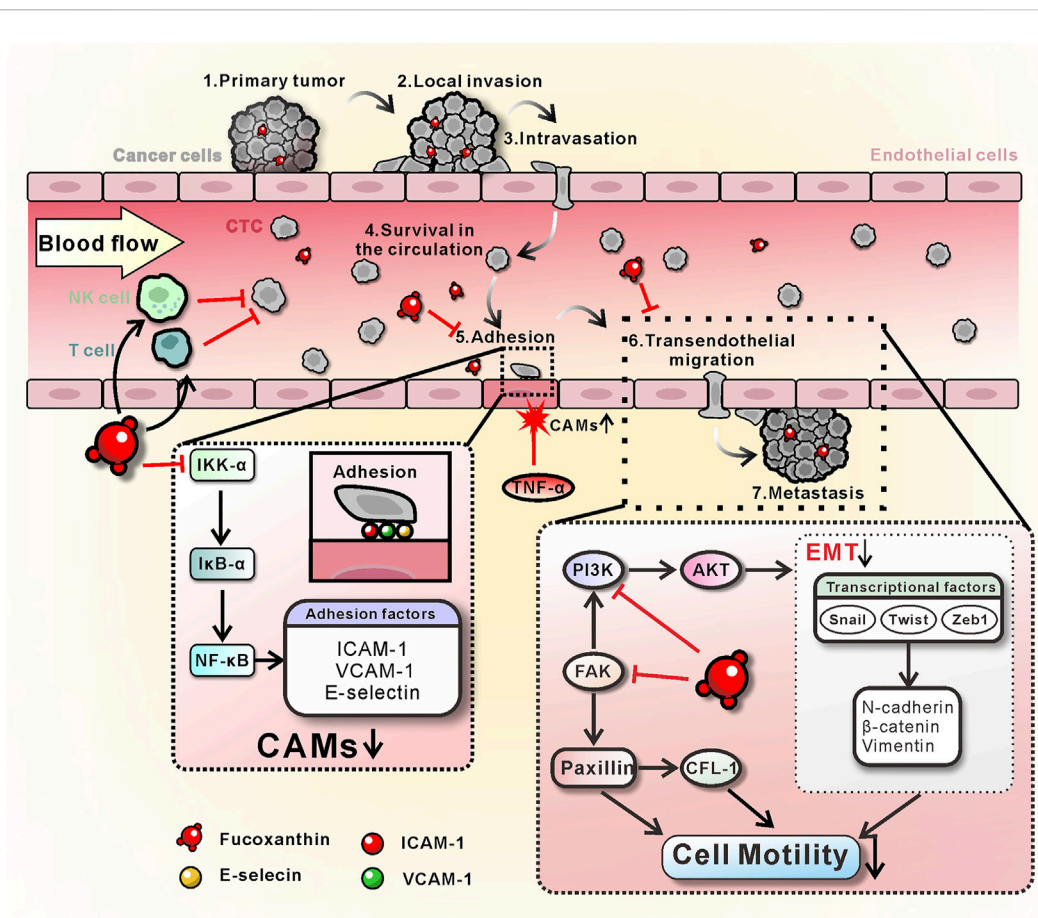 1.Primary tumor
2.Local invasion
3.Intravasation
Cancer cells
Endothelial cells
Blood flow
CTC
4.Survival in
the circulation
NK cell
T cell
5.Adhesion
6.Transendothelial
migration
CAMs↑
TNF-α
7.Metastasis
IKK-α
IκB-α
NF-κB
Adhesion
Adhesion factors
ICAM-1
VCAM-1
E-selectin
CAMs↓
PI3K
AKT
FAK
Paxillin
CFL-1
EMT↓
Transcriptional factors
Snail
Twist
Zeb1
N-cadherin
β-catenin
Vimentin
Cell Motility↓
Fucoxanthin
ICAM-1
E-selecin
VCAM-1